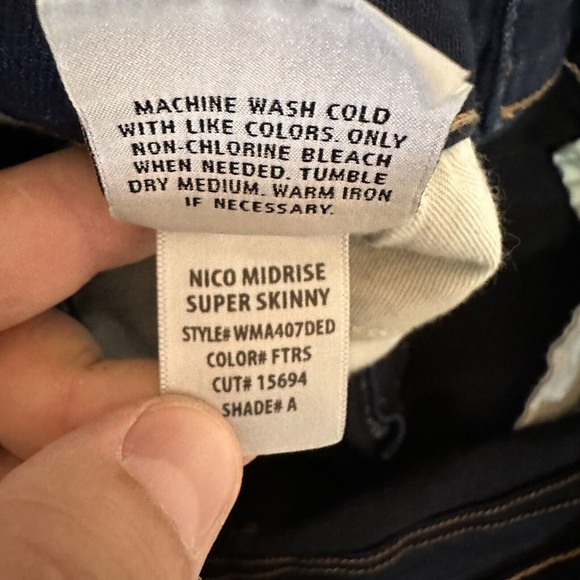 MACHINE WASH COLD
WITH LIKE COLORS. ONLY
NON-CHLORINE BLEACH
WHEN NEEDED. TUMBLE
DRY MEDIUM. WARM IRON
IF NECESSARY.
NICO MIDRISE
SUPER SKINNY
STYLE# WMA407DED
COLOR# FTRS
CUT# 15694
SHADE# A